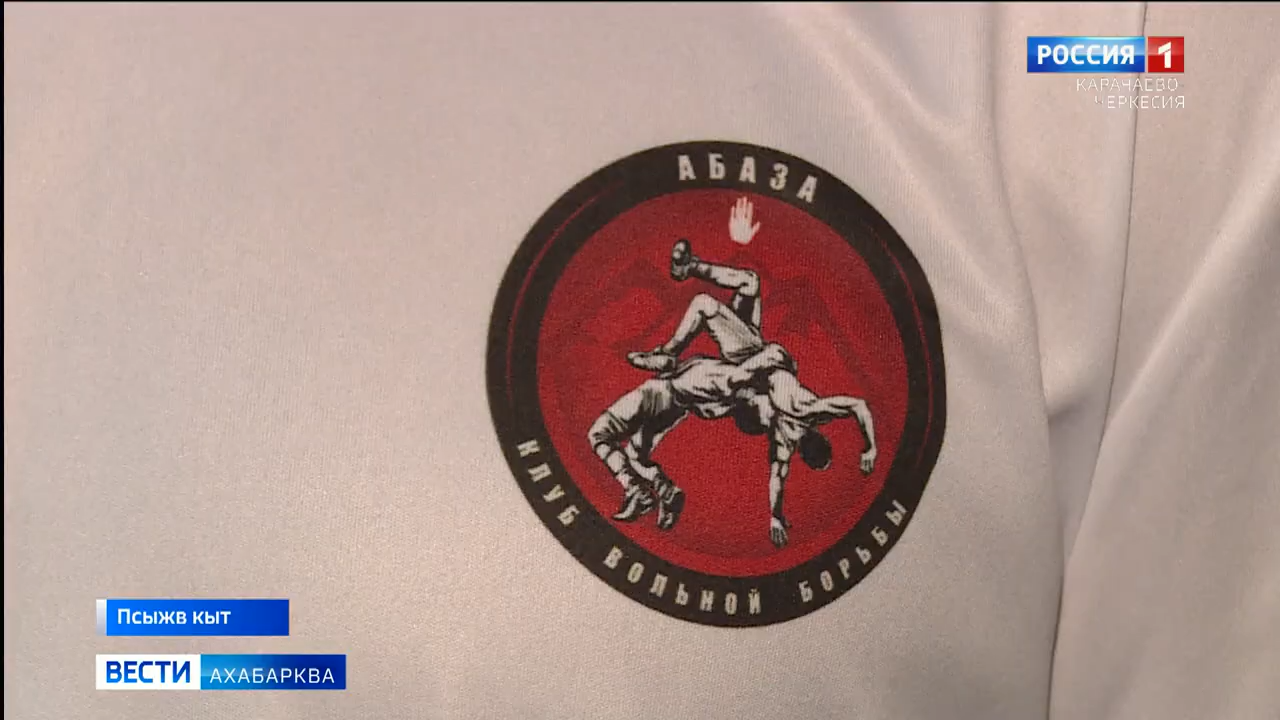 РОССИЯ 1
КАРАЧАЕВО-
ЧЕРКЕСИЯ
АБАЗА
КЛУБ ВОЛЬНОЙ БОРЬБЫ
Псыжв кыт
ВЕСТИ АХАБАРКВА